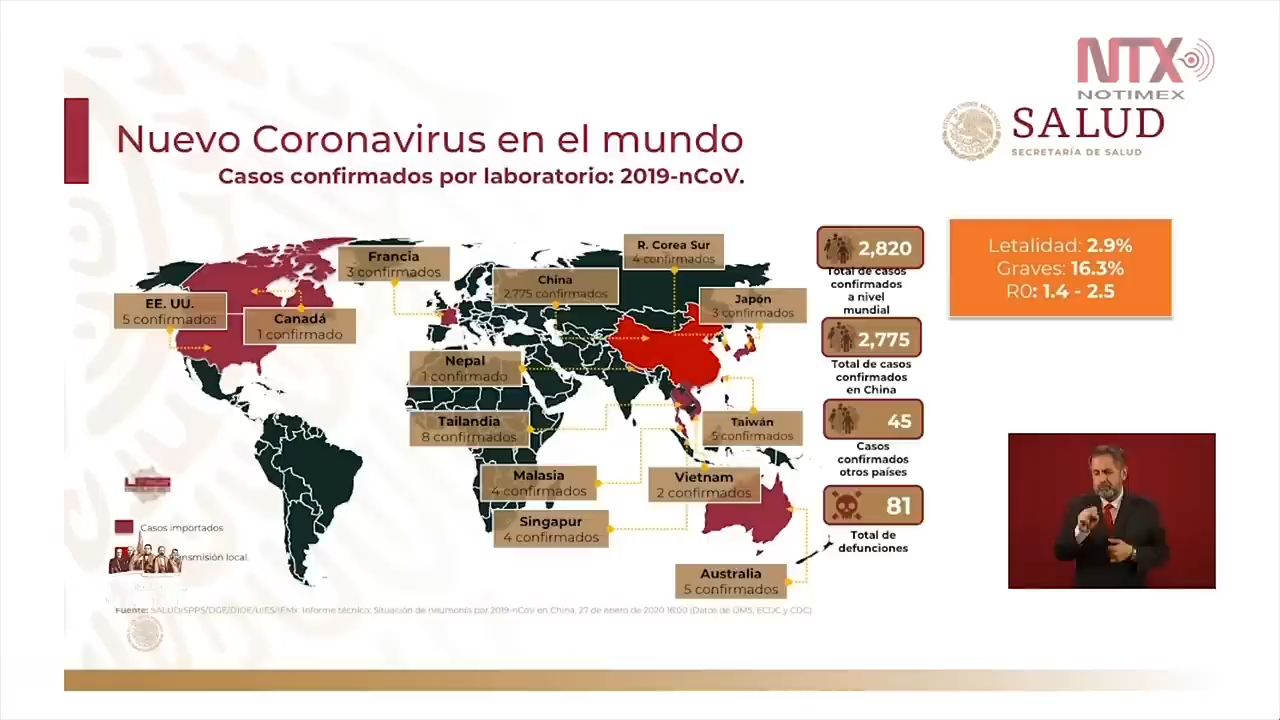 NTX
NOTIMEX
SALUD
SECRETARÍA DE SALUD
Nuevo Coronavirus en el mundo
Casos confirmados por laboratorio: 2019-nCoV.
Francia
3 confirmados
R. Corea Sur
4 confirmados
China
2,775 confirmados
Japón
3 confirmados
EE. UU.
5 confirmados
Canadá
1 confirmado
Nepal
1 confirmado
Tailandia
8 confirmados
Taiwán
5 confirmados
Malasia
4 confirmados
Vietnam
2 confirmados
Singapur
4 confirmados
Australia
5 confirmados
2,820
Total de casos
confirmados
a nivel
mundial
2,775
Total de casos
confirmados
en China
45
Casos
confirmados
otros países
81
Total de
defunciones
Letalidad: 2.9%
Graves: 16.3%
R0: 1.4 - 2.5
Casos importados
nsmisión local
Fuente: SALUD/SPPS/DGE/DIOE/UIES/IEMx. Informe técnico: Situación de neumonía por 2019-nCoV en China, 27 de enero de 2020 16:00 (Datos de OMS, ECDC y CDC)